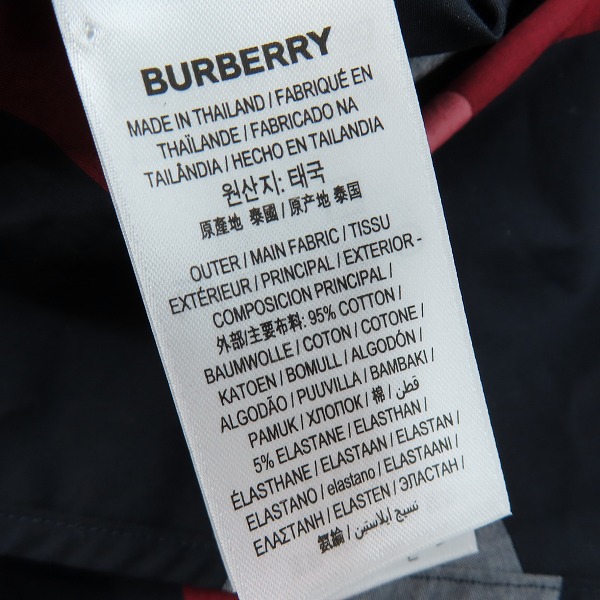 BURBERRY
MADE IN THAILAND / FABRIQUÉ EN
THAÏLANDE / FABRICADO NA
TAILÂNDIA / HECHO EN TAILANDIA
원산지: 태국
原產地 泰國 / 原产地 泰国
OUTER / MAIN FABRIC / TISSU
EXTÉRIEUR / PRINCIPAL / EXTERIOR -
COMPOSICION PRINCIPAL /
外部/主要布料: 95% COTTON /
BAUMWOLLE / COTON / COTONE /
KATOEN / BOMULL / ALGODÓN /
ALGODÃO / PUUVILLA / BAMBAKI /
PAMUK / ХЛОПОК / 棉 / قطن /
5% ELASTANE / ELASTHAN /
ÉLASTHANE / ELASTAAN / ELASTAN /
ELASTANO / elastano / ELASTAANI /
ΕΛΑΣΤΑΝΗ / ELASTEN / ЭЛАСТАН /
氨綸 / نسيج إيلاستين /